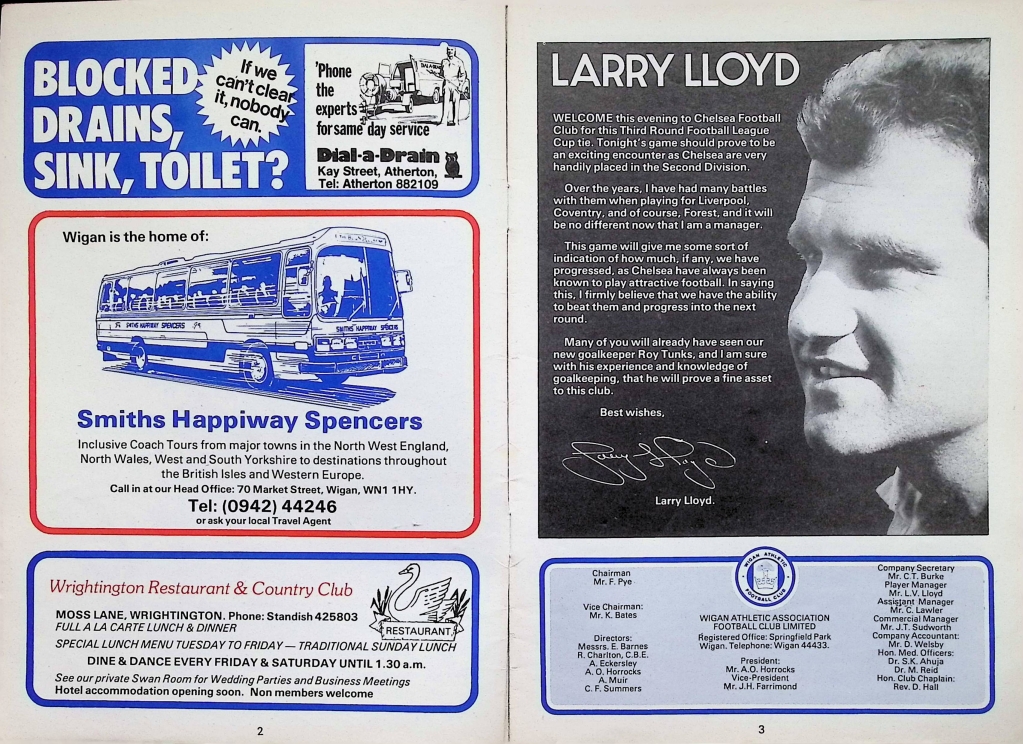 BLOCKED
DRAINS,
SINK, TOILET?
If we
can't clear
it, nobody
can.
'Phone
the
experts
for same day service
DIAL-A-DRAIN
Dial-a-Drain
Kay Street, Atherton,
Tel: Atherton 882109
Wigan is the home of:
SMITHS HAPPIWAY SPENCERS
SMITHS HAPPIWAY SPENCERS
Smiths Happiway Spencers
Inclusive Coach Tours from major towns in the North West England,
North Wales, West and South Yorkshire to destinations throughout
the British Isles and Western Europe.
Call in at our Head Office: 70 Market Street, Wigan, WN1 1HY.
Tel: (0942) 44246
or ask your local Travel Agent
Wrightington Restaurant & Country Club
MOSS LANE, WRIGHTINGTON. Phone: Standish 425803
FULL A LA CARTE LUNCH & DINNER
RESTAURANT
SPECIAL LUNCH MENU TUESDAY TO FRIDAY — TRADITIONAL SUNDAY LUNCH
DINE & DANCE EVERY FRIDAY & SATURDAY UNTIL 1.30 a.m.
See our private Swan Room for Wedding Parties and Business Meetings
Hotel accommodation opening soon. Non members welcome
2
LARRY LLOYD
WELCOME this evening to Chelsea Football
Club for this Third Round Football League
Cup tie. Tonight's game should prove to be
an exciting encounter as Chelsea are very
handily placed in the Second Division.
Over the years, I have had many battles
with them when playing for Liverpool,
Coventry, and of course, Forest, and it will
be no different now that I am a manager.
This game will give me some sort of
indication of how much, if any, we have
progressed, as Chelsea have always been
known to play attractive football. In saying
this, I firmly believe that we have the ability
to beat them and progress into the next
round.
Many of you will already have seen our
new goalkeeper Roy Tunks, and I am sure
with his experience and knowledge of
goalkeeping, that he will prove a fine asset
to this club.
Best wishes,
Larry Lloyd
Larry Lloyd.
Chairman
Mr. F. Pye
Vice Chairman:
Mr. K. Bates
Directors:
Messrs. E. Barnes
R. Charlton, C.B.E.
A. Eckersley
A. O. Horrocks
A. Muir
C. F. Summers
WIGAN ATHLETIC
FOOTBALL CLUB
WIGAN ATHLETIC ASSOCIATION
FOOTBALL CLUB LIMITED
Registered Office: Springfield Park
Wigan. Telephone: Wigan 44433.
President:
Mr. A.O. Horrocks
Vice-President
Mr. J.H. Farrimond
Company Secretary
Mr. C.T. Burke
Player Manager
Mr. L.V. Lloyd
Assistant Manager
Mr. C. Lawler
Commercial Manager
Mr. J.T. Sudworth
Company Accountant:
Mr. D. Welsby
Hon. Med. Officers:
Dr. S.K. Ahuja
Dr. M. Reid
Hon. Club Chaplain:
Rev. D. Hall
3